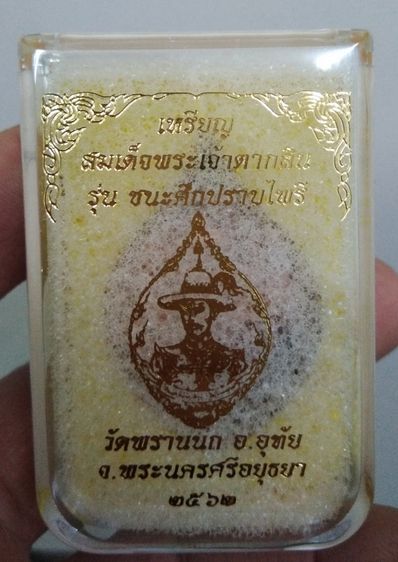 เหรียญ
สมเด็จพระเจ้าตากสิน
รุ่น ชนะศึกปราบไพรี
วัดพรานนก อ.อุทัย
จ.พระนครศรีอยุธยา
๒๕๖๒